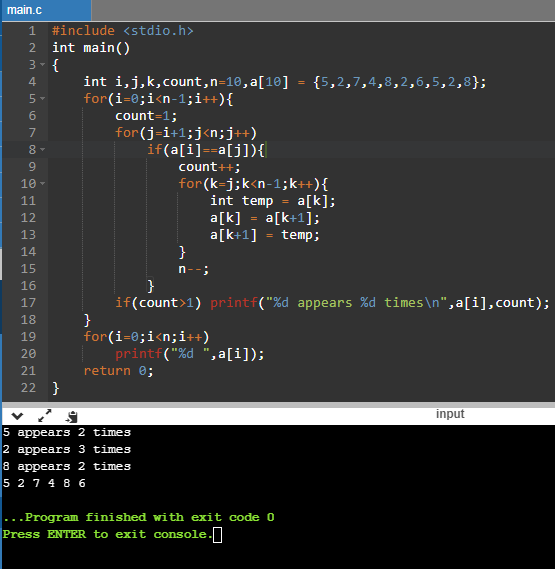 main.c
1 #include <stdio.h>
2 int main()
3 {
4     int i,j,k,count,n=10,a[10] = {5,2,7,4,8,2,6,5,2,8};
5     for(i=0;i<n-1;i++){
6         count=1;
7         for(j=i+1;j<n;j++)
8             if(a[i]==a[j]){
9                 count++;
10                 for(k=j;k<n-1;k++){
11                     int temp = a[k];
12                     a[k] = a[k+1];
13                     a[k+1] = temp;
14                 }
15                 n--;
16             }
17         if(count>1) printf("%d appears %d times\n",a[i],count);
18     }
19     for(i=0;i<n;i++)
20         printf("%d ",a[i]);
21     return 0;
22 }
input
5 appears 2 times
2 appears 3 times
8 appears 2 times
5 2 7 4 8 6
...Program finished with exit code 0
Press ENTER to exit console.